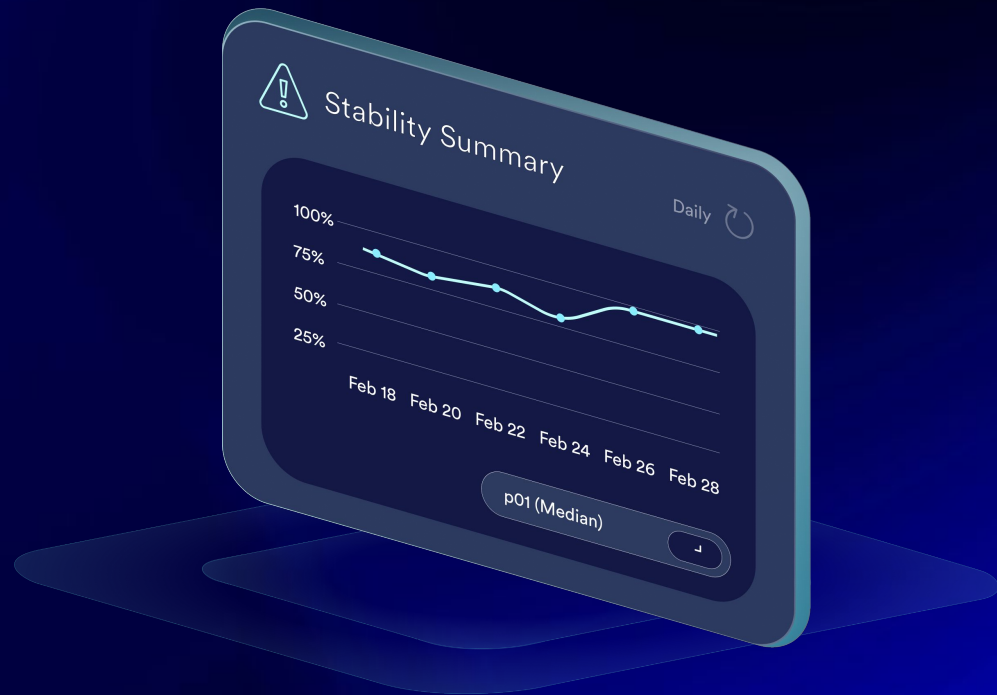 Stability Summary
Daily
100%
75%
50%
25%
Feb 18 Feb 20 Feb 22 Feb 24 Feb 26 Feb 28
p01 (Median)